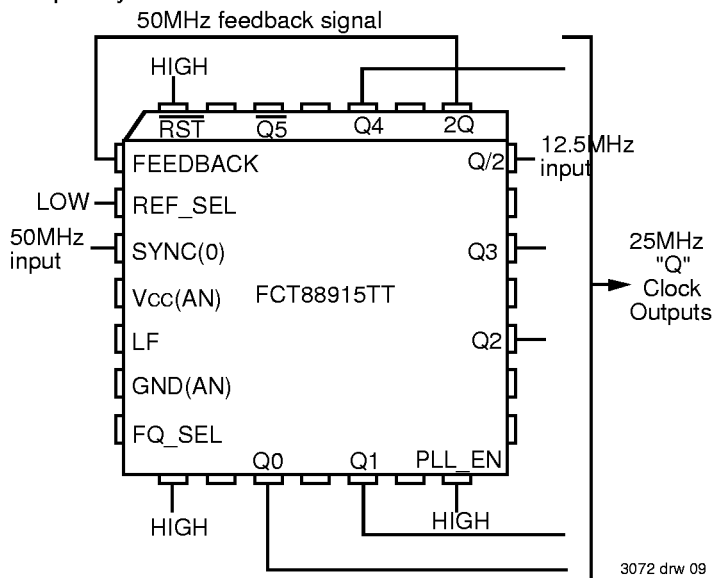 50MHz feedback signal
HIGH
RST
Q5
Q4
2Q
FEEDBACK
Q/2
12.5MHz
input
LOW
REF_SEL
50MHz
input
SYNC(0)
Q3
25MHz
"Q"
Clock
Outputs
VCC(AN)
FCT88915TT
LF
Q2
GND(AN)
FQ_SEL
Q0
Q1
PLL_EN
HIGH
HIGH
3072 drw 09